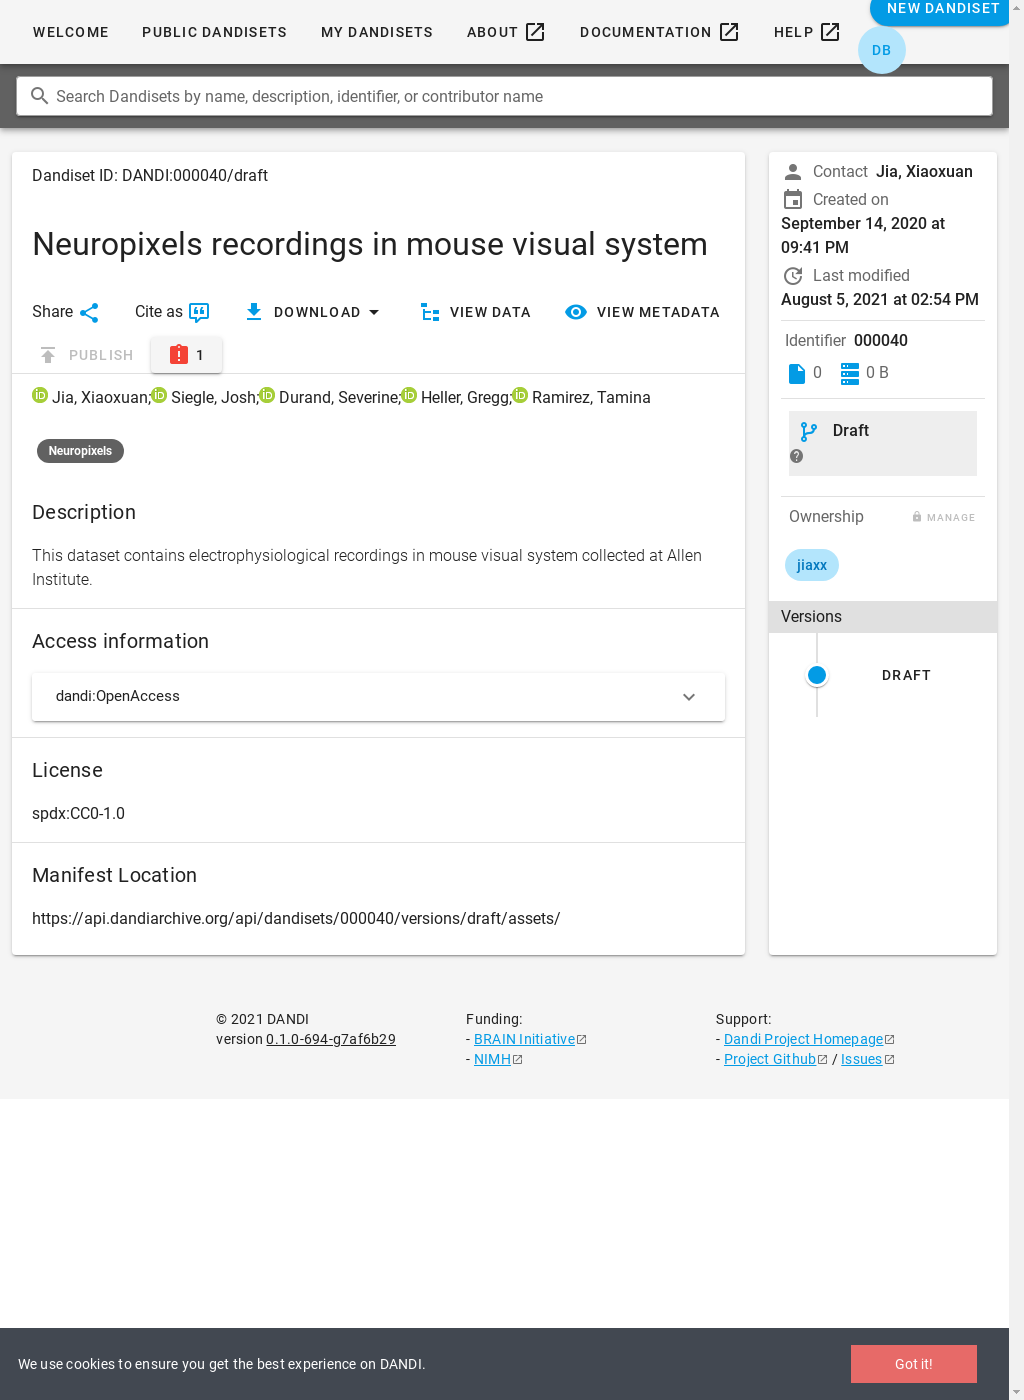 WELCOME PUBLIC DANDISETS MY DANDISETS ABOUT DOCUMENTATION HELP NEW DANDISET
DB
Search Dandisets by name, description, identifier, or contributor name
Dandiset ID: DANDI:000040/draft
Neuropixels recordings in mouse visual system
Share Cite as DOWNLOAD VIEW DATA VIEW METADATA
PUBLISH 1
Jia, Xiaoxuan; Siegle, Josh; Durand, Severine; Heller, Gregg; Ramirez, Tamina
Neuropixels
Description
This dataset contains electrophysiological recordings in mouse visual system collected at Allen
Institute.
Access information
dandi:OpenAccess
License
spdx:CC0-1.0
Manifest Location
https://api.dandiarchive.org/api/dandisets/000040/versions/draft/assets/
Contact Jia, Xiaoxuan
Created on
September 14, 2020 at
09:41 PM
Last modified
August 5, 2021 at 02:54 PM
Identifier 000040
0 0 B
Draft
Ownership MANAGE
jiaxx
Versions
DRAFT
© 2021 DANDI
version 0.1.0-694-g7af6b29
Funding:
- BRAIN Initiative
- NIMH
Support:
- Dandi Project Homepage
- Project Github / Issues
We use cookies to ensure you get the best experience on DANDI.
Got it!